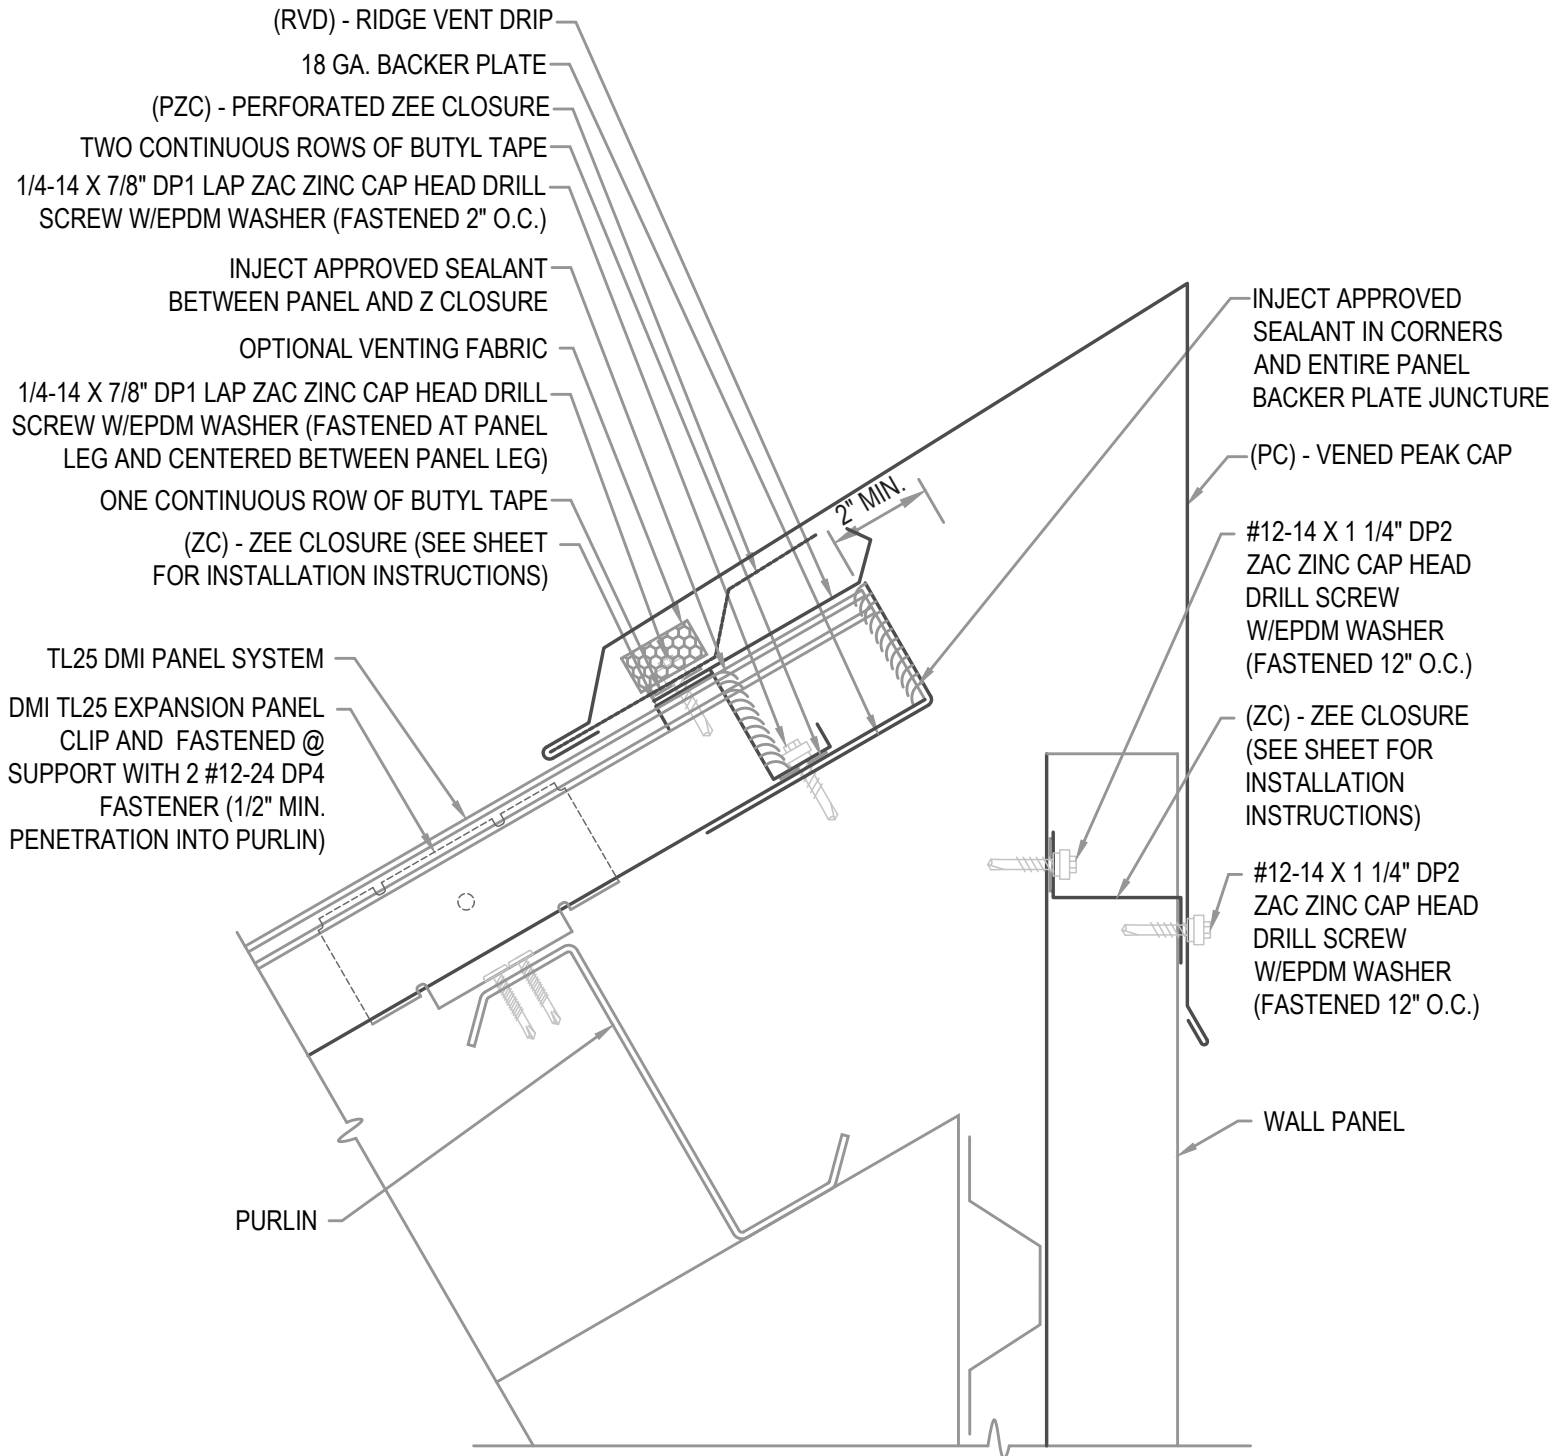 (RVD) - RIDGE VENT DRIP
18 GA. BACKER PLATE
(PZC) - PERFORATED ZEE CLOSURE
TWO CONTINUOUS ROWS OF BUTYL TAPE
1/4-14 X 7/8" DP1 LAP ZAC ZINC CAP HEAD DRILL
SCREW W/EPDM WASHER (FASTENED 2" O.C.)
INJECT APPROVED SEALANT
BETWEEN PANEL AND Z CLOSURE
OPTIONAL VENTING FABRIC
1/4-14 X 7/8" DP1 LAP ZAC ZINC CAP HEAD DRILL
SCREW W/EPDM WASHER (FASTENED AT PANEL
LEG AND CENTERED BETWEEN PANEL LEG)
ONE CONTINUOUS ROW OF BUTYL TAPE
(ZC) - ZEE CLOSURE (SEE SHEET
FOR INSTALLATION INSTRUCTIONS)
TL25 DMI PANEL SYSTEM
DMI TL25 EXPANSION PANEL
CLIP AND FASTENED @
SUPPORT WITH 2 #12-24 DP4
FASTENER (1/2" MIN.
PENETRATION INTO PURLIN)
PURLIN
2" MIN.
INJECT APPROVED
SEALANT IN CORNERS
AND ENTIRE PANEL
BACKER PLATE JUNCTURE
(PC) - VENED PEAK CAP
#12-14 X 1 1/4" DP2
ZAC ZINC CAP HEAD
DRILL SCREW
W/EPDM WASHER
(FASTENED 12" O.C.)
(ZC) - ZEE CLOSURE
(SEE SHEET FOR
INSTALLATION
INSTRUCTIONS)
#12-14 X 1 1/4" DP2
ZAC ZINC CAP HEAD
DRILL SCREW
W/EPDM WASHER
(FASTENED 12" O.C.)
WALL PANEL